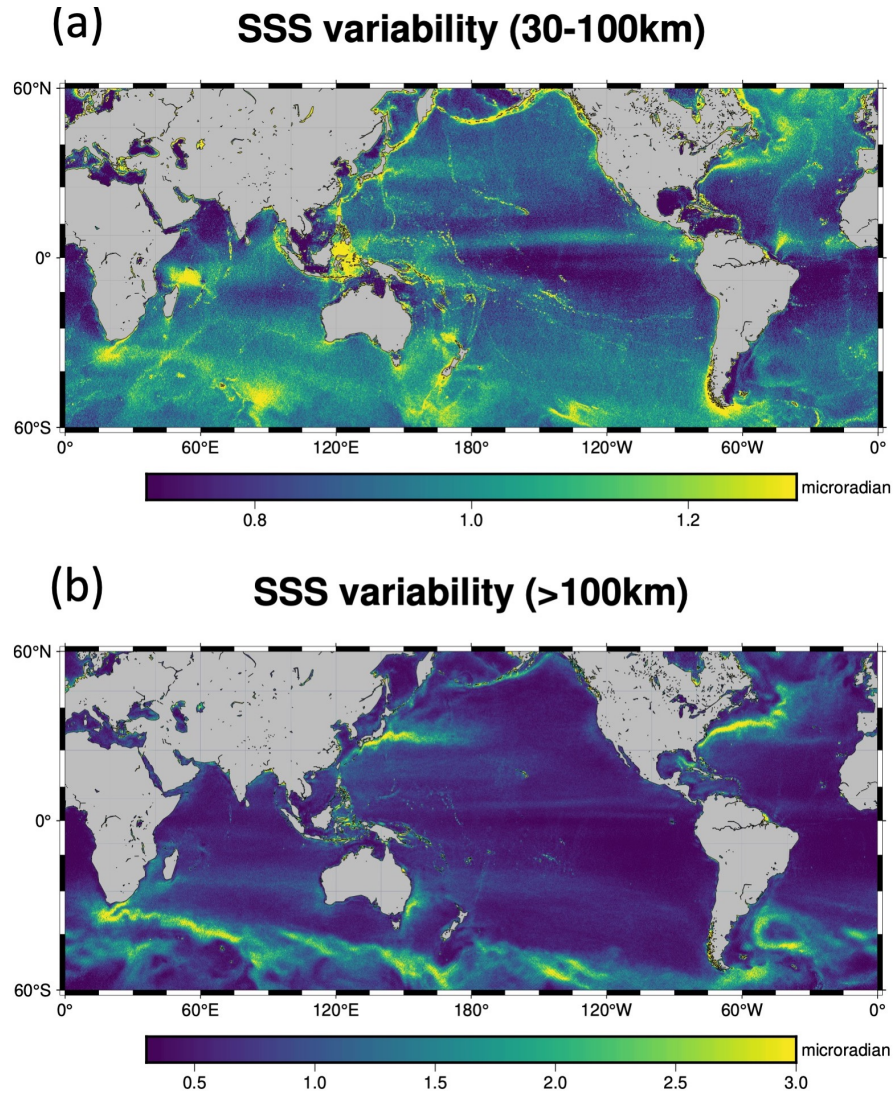 (a)
SSS variability (30-100km)
60°N
0°
60°S
0° 60°E 120°E 180° 120°W 60°W 0°
microradian
0.8 1.0 1.2
(b)
SSS variability (>100km)
60°N
0°
60°S
0° 60°E 120°E 180° 120°W 60°W 0°
microradian
0.5 1.0 1.5 2.0 2.5 3.0